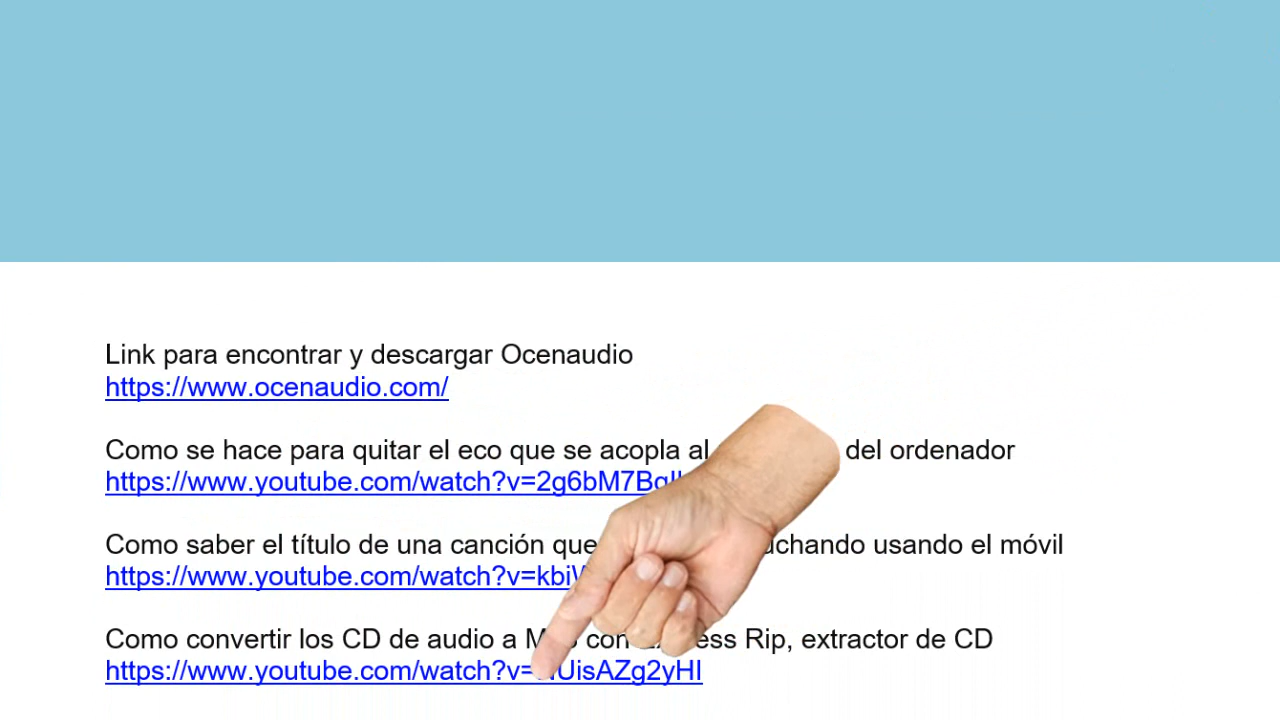 Link para encontrar y descargar Ocenaudio
https://www.ocenaudio.com/
Como se hace para quitar el eco que se acopla al del ordenador
https://www.youtube.com/watch?v=2g6bM7Bq
Como saber el título de una canción que uchando usando el móvil
https://www.youtube.com/watch?v=kbi
Como convertir los CD de audio a con ess Rip, extractor de CD
https://www.youtube.com/watch?v= UisAZg2yHI